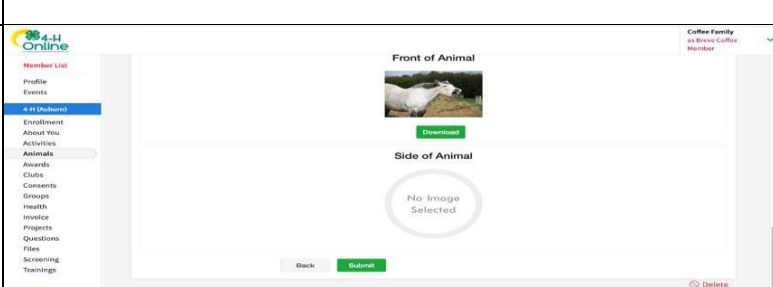 4-H
Online
Coffee Family
as Breve Coffee
Member
Member List
Profile
Events
4-H (Auburn)
Enrollment
About You
Activities
Animals
Awards
Clubs
Consents
Groups
Health
Invoice
Projects
Questions
Files
Screening
Trainings
Front of Animal
Download
Side of Animal
No Image
Selected
Back
Submit
Delete